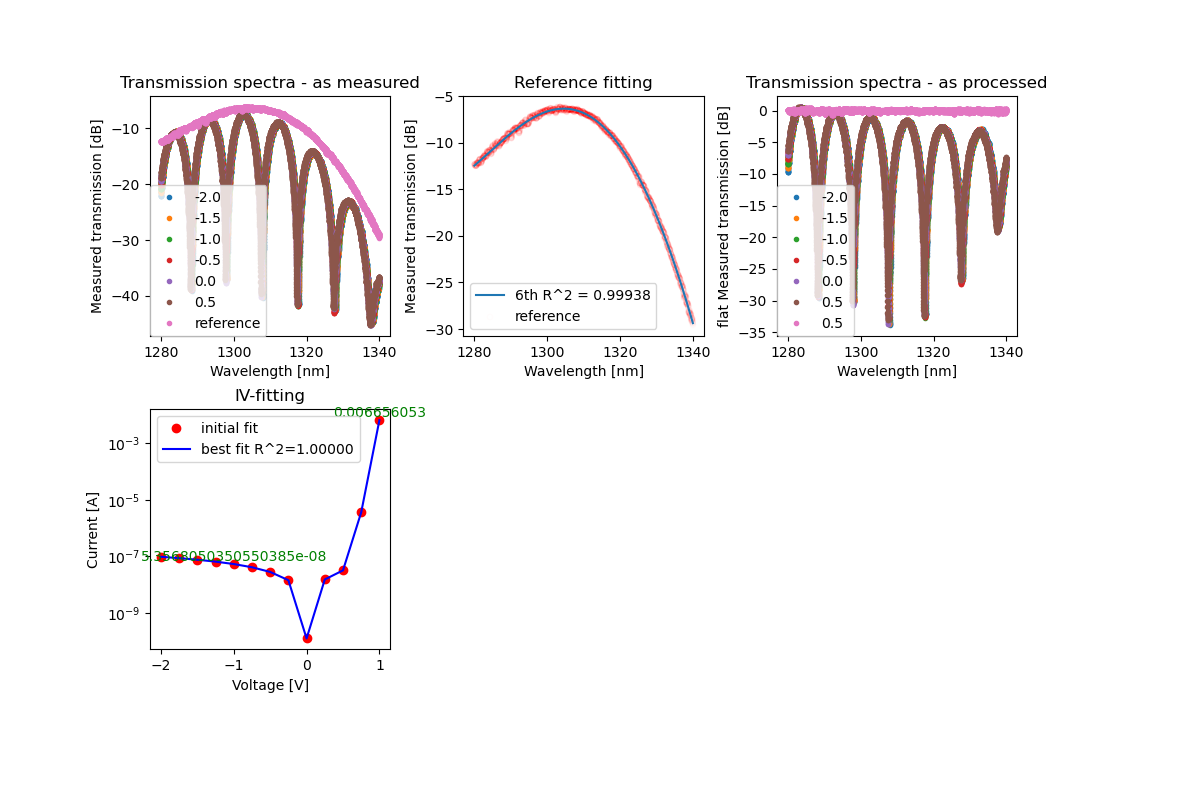 Transmission spectra - as measured
Measured transmission [dB]
−10
−20
−30
−40
-2.0
-1.5
-1.0
-0.5
0.0
0.5
reference
1280
1300
1320
1340
Wavelength [nm]
Reference fitting
Measured transmission [dB]
−5
−10
−15
−20
−25
−30
6th R^2 = 0.99938
reference
1280
1300
1320
1340
Wavelength [nm]
Transmission spectra - as processed
flat Measured transmission [dB]
0
−5
−10
−15
−20
−25
−30
−35
-2.0
-1.5
-1.0
-0.5
0.0
0.5
0.5
1280
1300
1320
1340
Wavelength [nm]
IV-fitting
Current [A]
0.006656053
initial fit
best fit R^2=1.00000
10−3
10−5
10−7
10−9
5.3568050350550385e-08
−2
−1
0
1
Voltage [V]